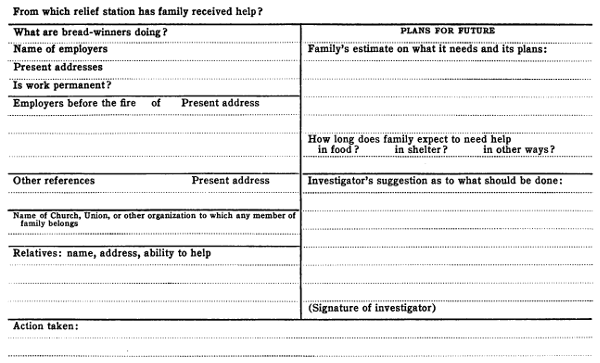 From which relief station has family received help?
What are bread-winners doing?
Name of employers
Present addresses
Is work permanent?
Employers before the fire of Present address
Other references Present address
Name of Church, Union, or other organization to which any member of
family belongs
Relatives: name, address, ability to help
PLANS FOR FUTURE
Family's estimate on what it needs and its plans:
How long does family expect to need help
in food? in shelter? in other ways?
Investigator's suggestion as to what should be done:
(Signature of investigator)
Action taken: